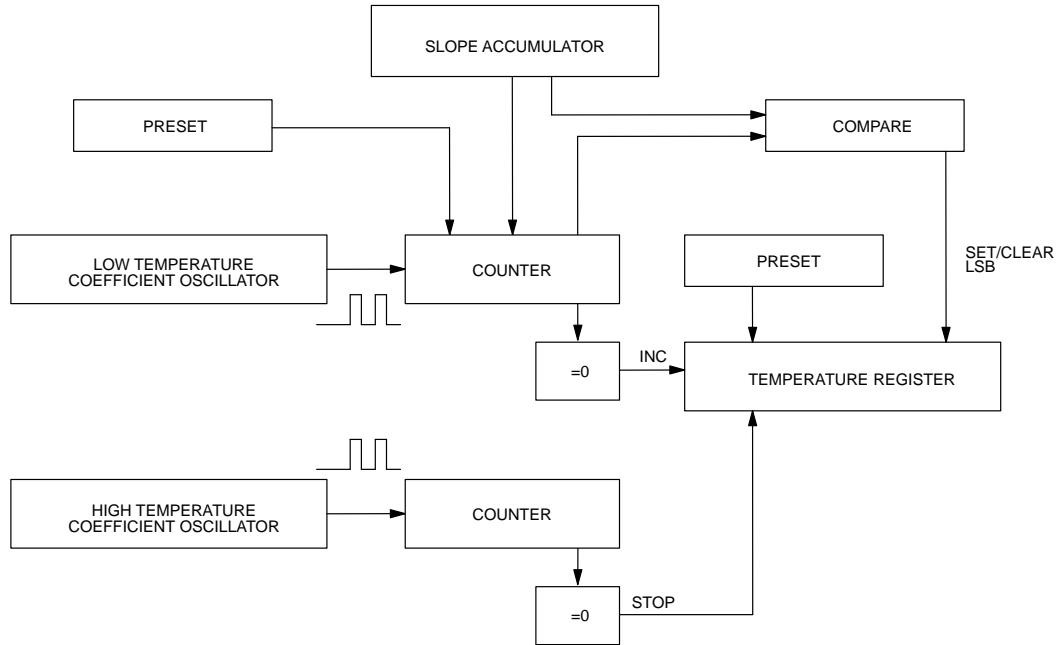 SLOPE ACCUMULATOR
PRESET
COMPARE
LOW TEMPERATURE
COEFFICIENT OSCILLATOR
COUNTER
PRESET
SET/CLEAR
LSB
=0
INC
TEMPERATURE REGISTER
HIGH TEMPERATURE
COEFFICIENT OSCILLATOR
COUNTER
=0
STOP